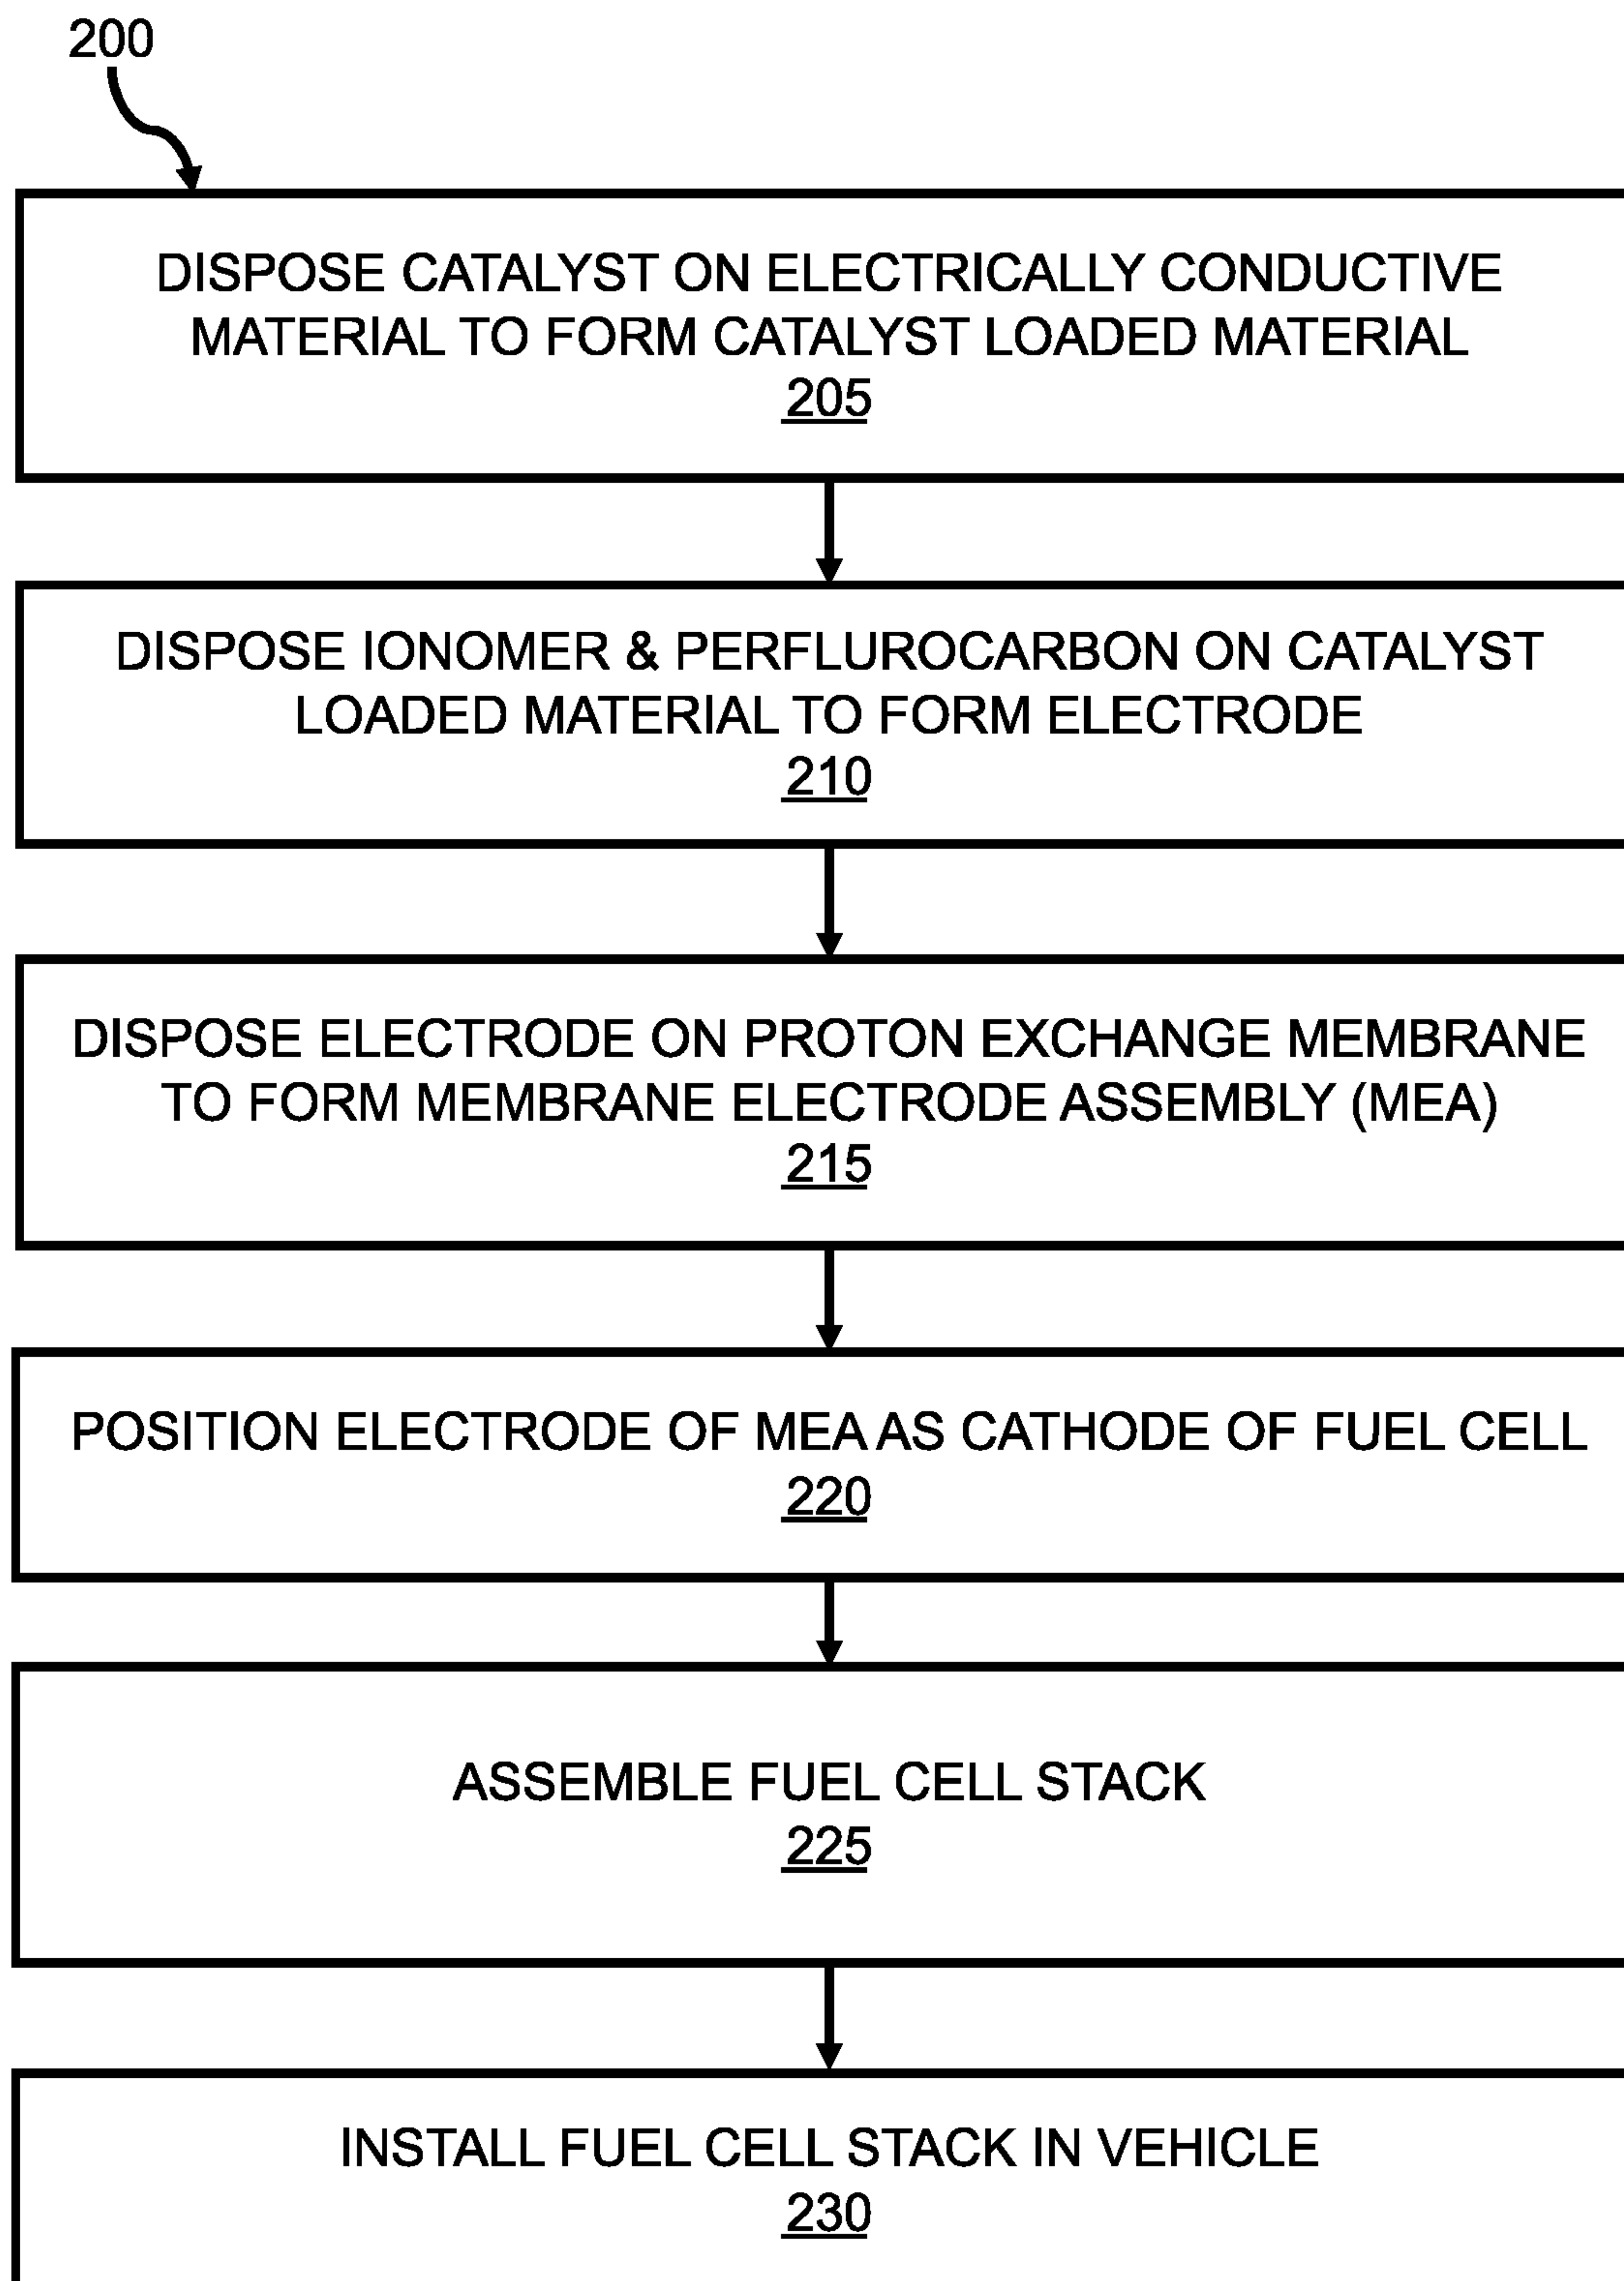 200
DISPOSE CATALYST ON ELECTRICALLY CONDUCTIVE
MATERIAL TO FORM CATALYST LOADED MATERIAL
205
DISPOSE IONOMER & PERFLUROCARBON ON CATALYST
LOADED MATERIAL TO FORM ELECTRODE
210
DISPOSE ELECTRODE ON PROTON EXCHANGE MEMBRANE
TO FORM MEMBRANE ELECTRODE ASSEMBLY (MEA)
215
POSITION ELECTRODE OF MEA AS CATHODE OF FUEL CELL
220
ASSEMBLE FUEL CELL STACK
225
INSTALL FUEL CELL STACK IN VEHICLE
230